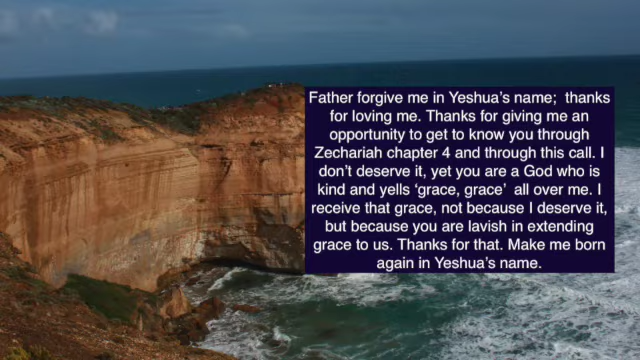 Father forgive me in Yeshua’s name;  thanks
for loving me. Thanks for giving me an
opportunity to get to know you through
Zechariah chapter 4 and through this call. I
don’t deserve it, yet you are a God who is
kind and yells ‘grace, grace’  all over me. I
receive that grace, not because I deserve it,
but because you are lavish in extending
grace to us. Thanks for that. Make me born
again in Yeshua’s name.